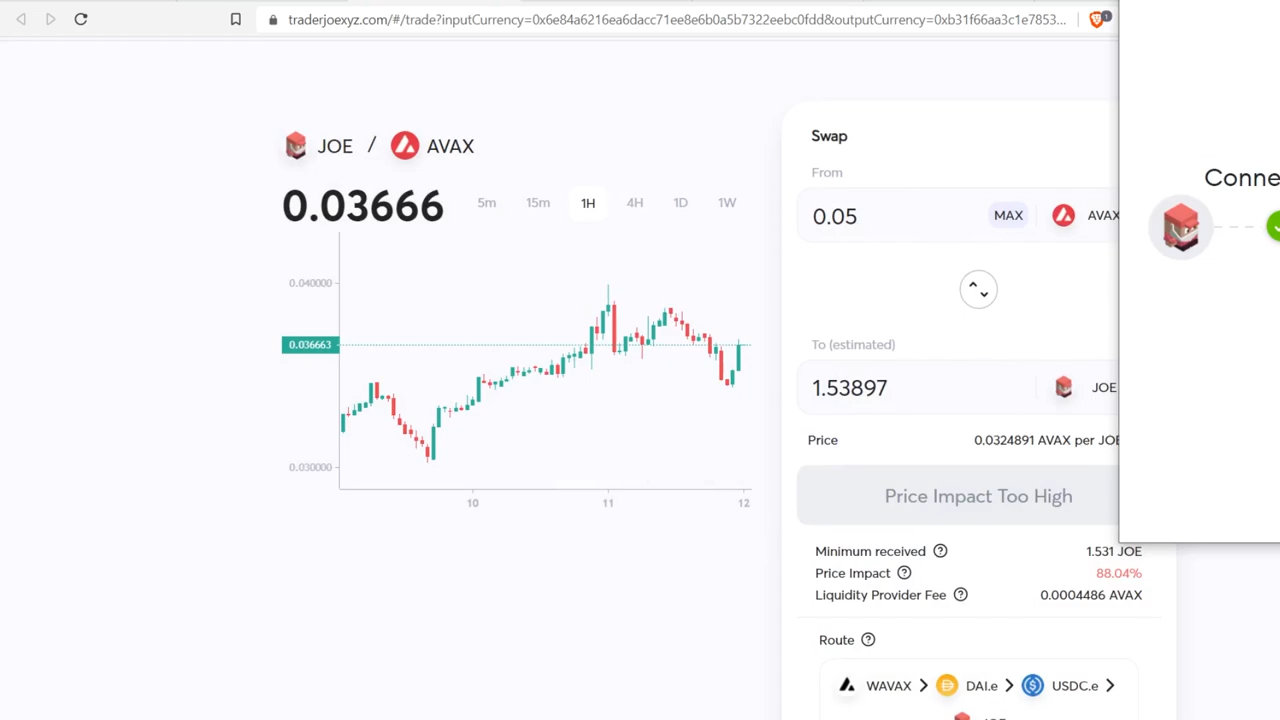 traderjoexyz.com/#/trade?inputCurrency=0x6e84a6216ea6dacc71ee8e6b0a5b7322eebc0fdd&outputCurrency=0xb31f66aa3c1e7853... 1
JOE / AVAX
0.03666 5m 15m 1H 4H 1D 1W
0.040000
0.036663
0.030000
10 11 12
Swap
From
0.05 MAX AVAX
To (estimated)
1.53897 JOE
Price 0.0324891 AVAX per JOE
Price Impact Too High
Minimum received ? 1.531 JOE
Price Impact ? 88.04%
Liquidity Provider Fee ? 0.0004486 AVAX
Route ?
WAVAX > DAI.e > USDC.e >
JOE
Conne